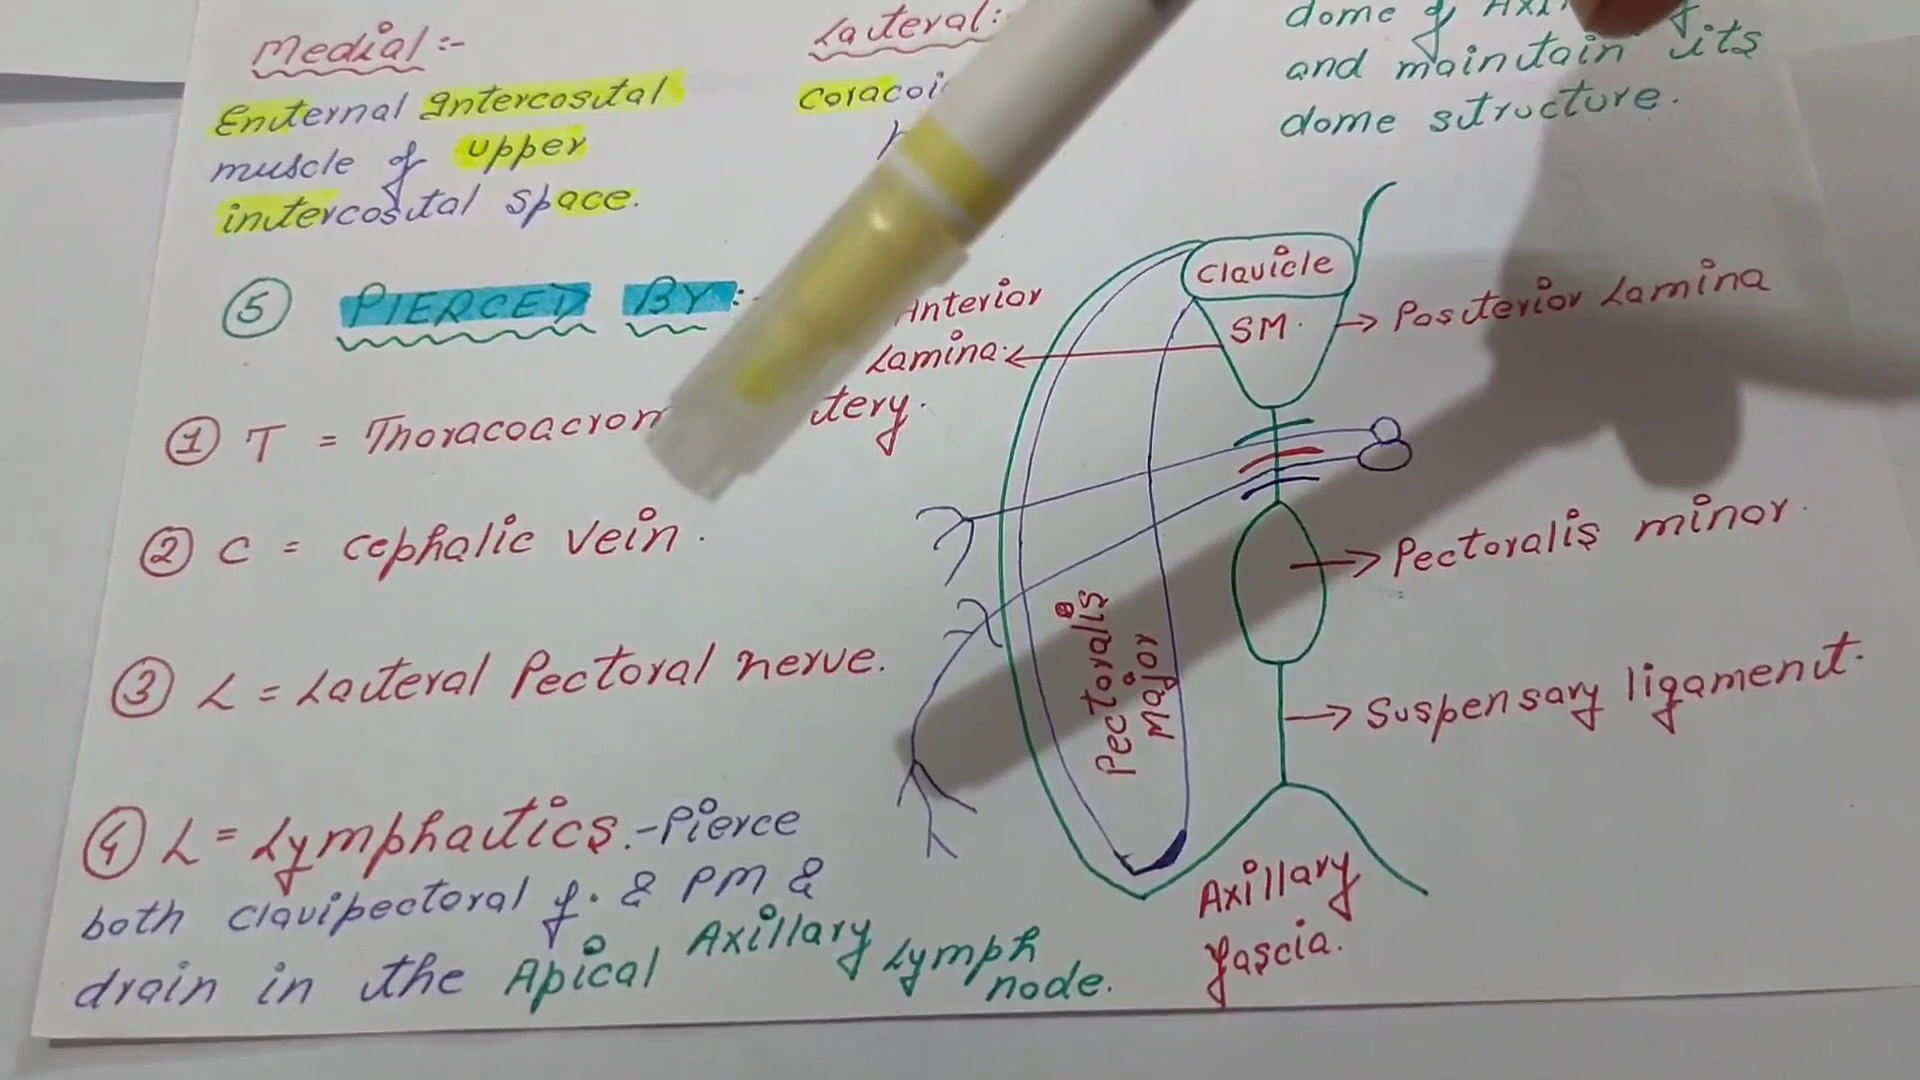 Medial:-
External Intercostal
muscle of upper
intercostal space.
Lateral:
coracoi
dome of Axi
and maintain its
dome structure.
⑤ PIERCED BY:-
① T = Thoracoacrom tery.
② C = Cephalic vein.
③ L = Lateral Pectoral nerve.
④ L = Lymphatics.-Pierce
both clavipectoral f. & PM &
drain in the Apical Axillary Lymph
node.
Clavicle
SM.
Anterior
Lamina.
Posterior Lamina
Pectoralis minor.
Pectoralis
major
Suspensary ligament.
Axillary
fascia.